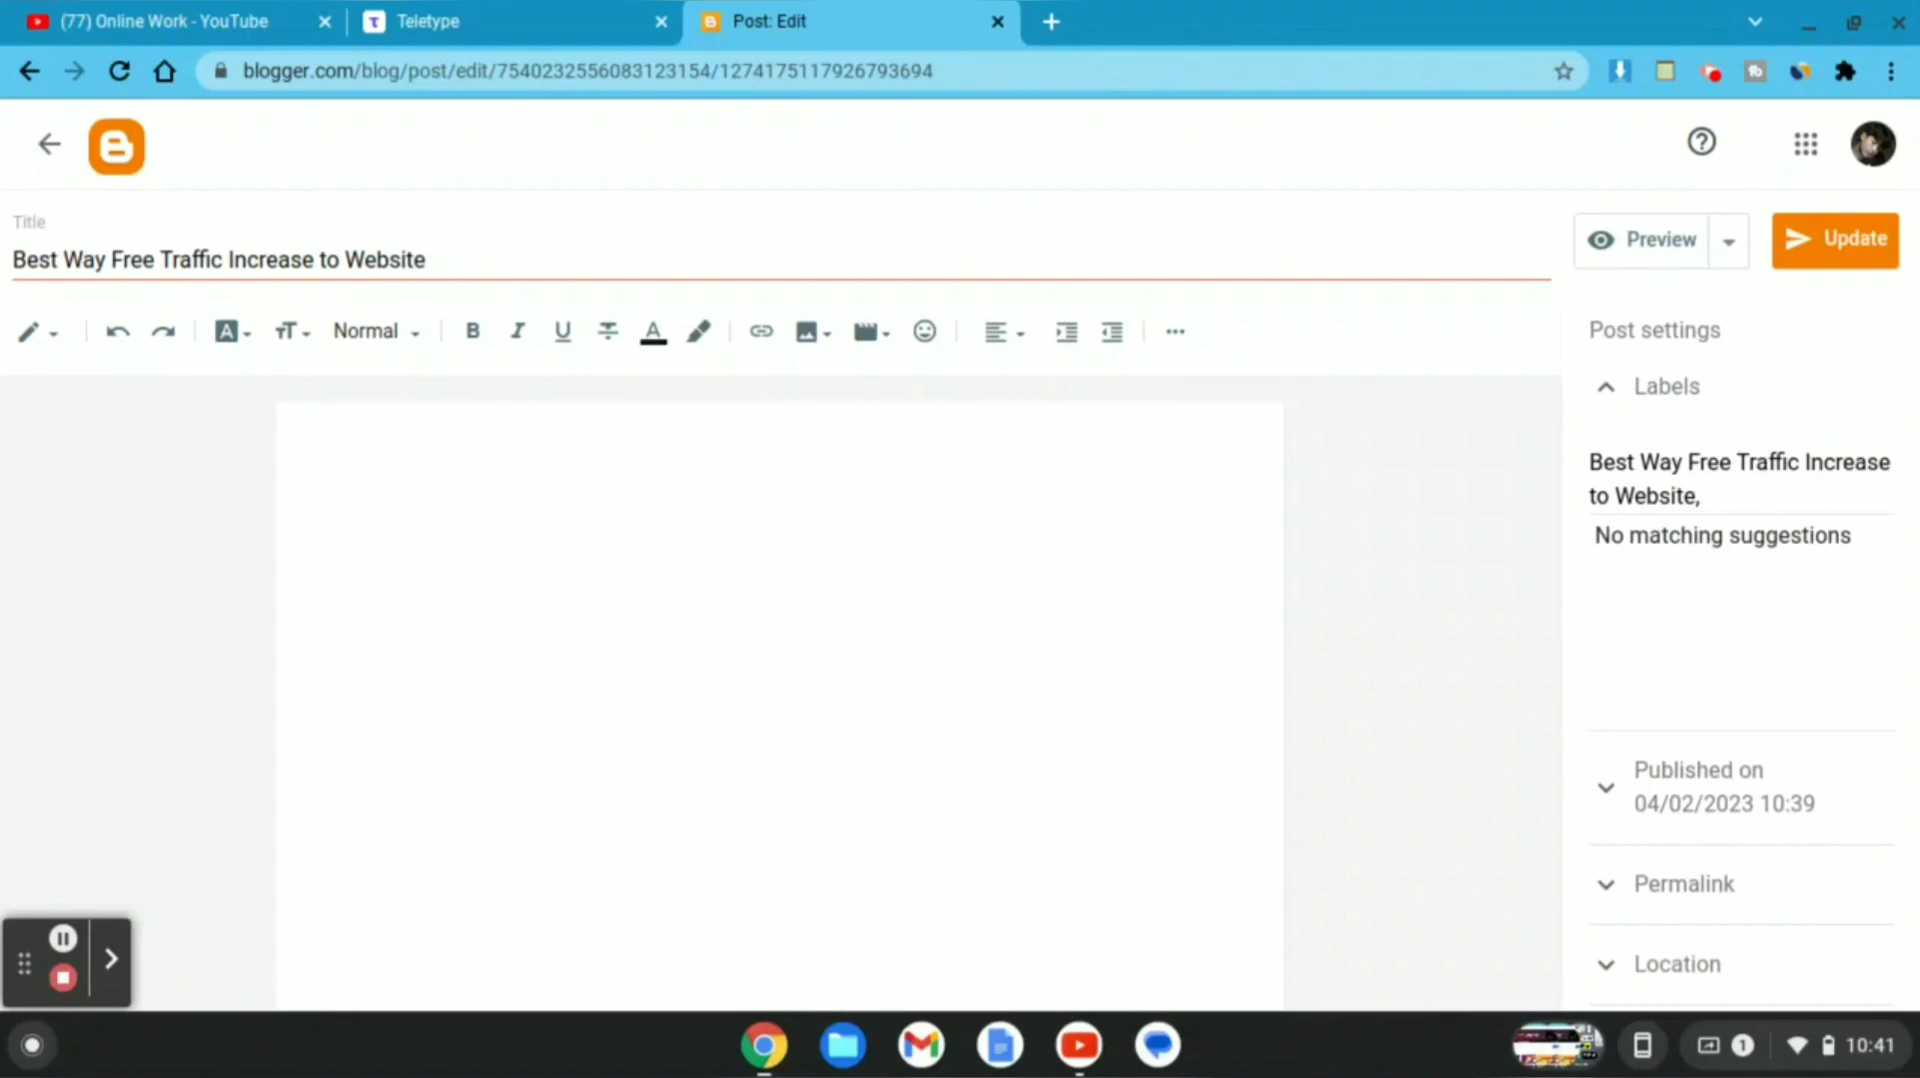 (77) Online Work - YouTube
Teletype
Post: Edit
blogger.com/blog/post/edit/7540232556083123154/1274175117926793694
Title
Best Way Free Traffic Increase to Website
Preview
Update
Normal
Post settings
Labels
Best Way Free Traffic Increase
to Website,
No matching suggestions
Published on
04/02/2023 10:39
Permalink
Location
1
10:41